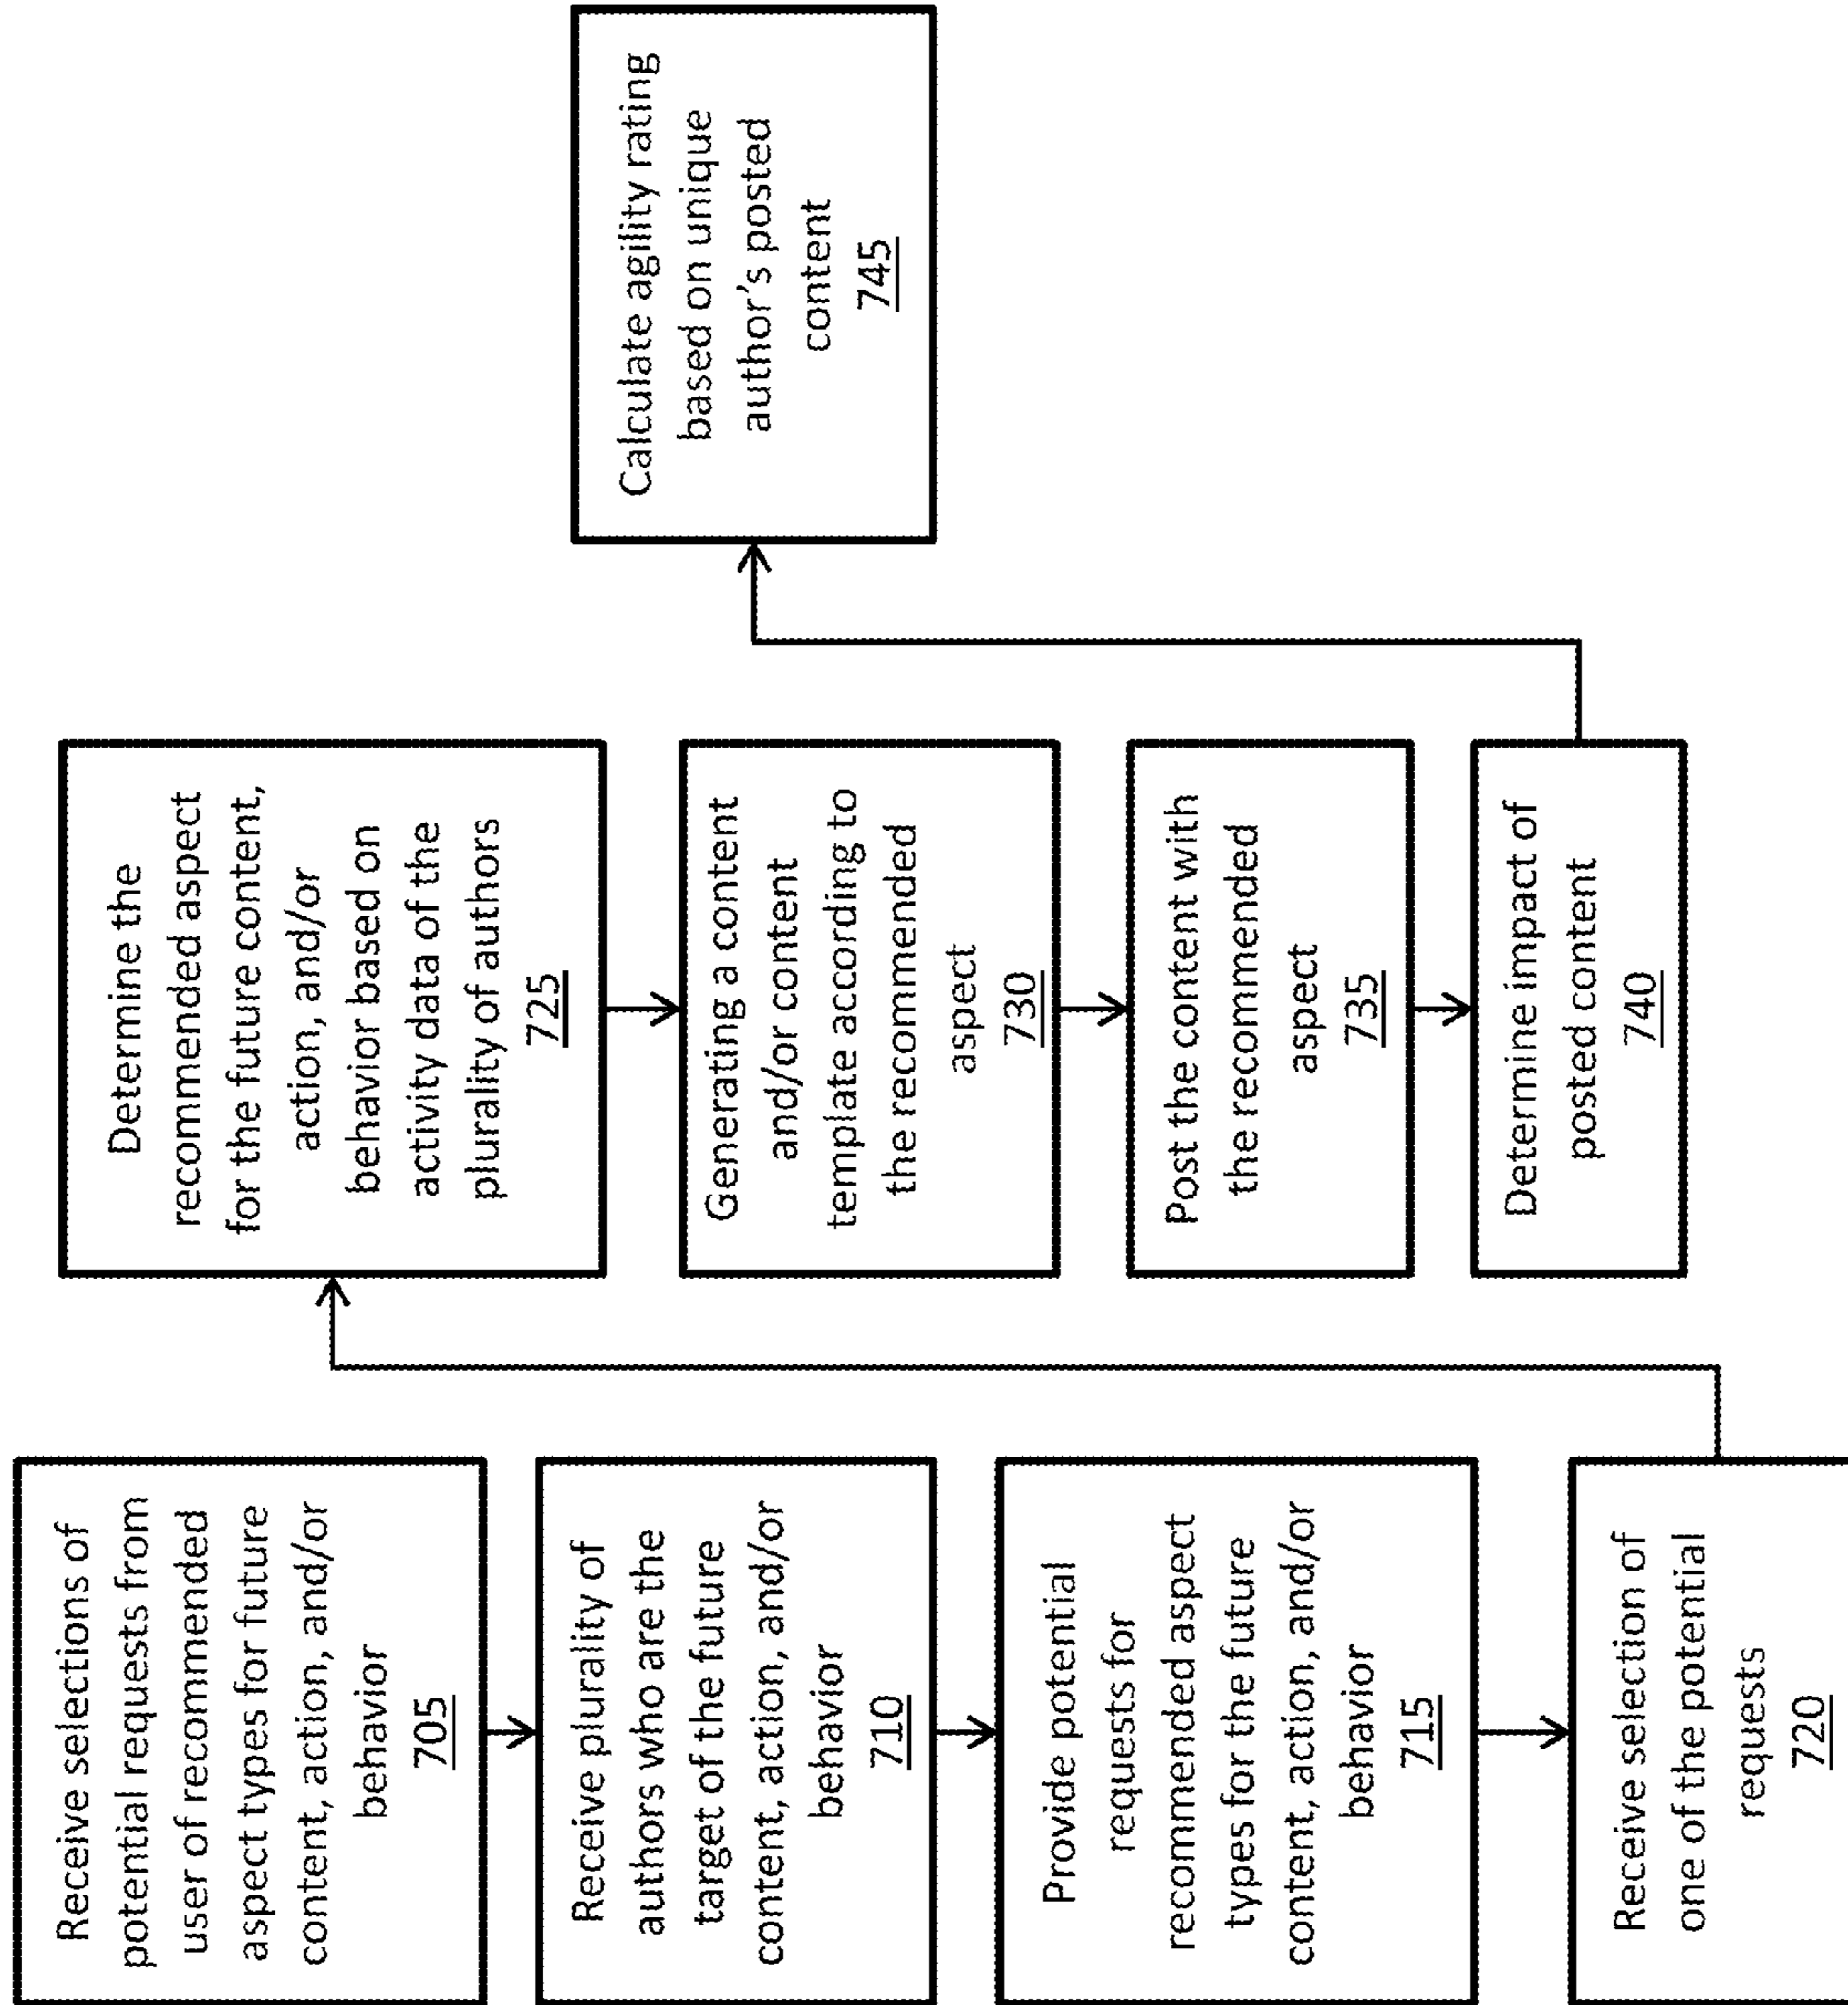 Receive selections of
potential requests from
user of recommended
aspect types for future
content, action, and/or
behavior
705
Receive plurality of
authors who are the
target of the future
content, action, and/or
behavior
710
Provide potential
requests for
recommended aspect
types for the future
content, action, and/or
behavior
715
Receive selection of
one of the potential
requests
720
Determine the
recommended aspect
for the future content,
action, and/or
behavior based on
activity data of the
plurality of authors
725
Generating a content
and/or content
template according to
the recommended
aspect
730
Post the content with
the recommended
aspect
735
Determine impact of
posted content
740
Calculate agility rating
based on unique
author's posted
content
745